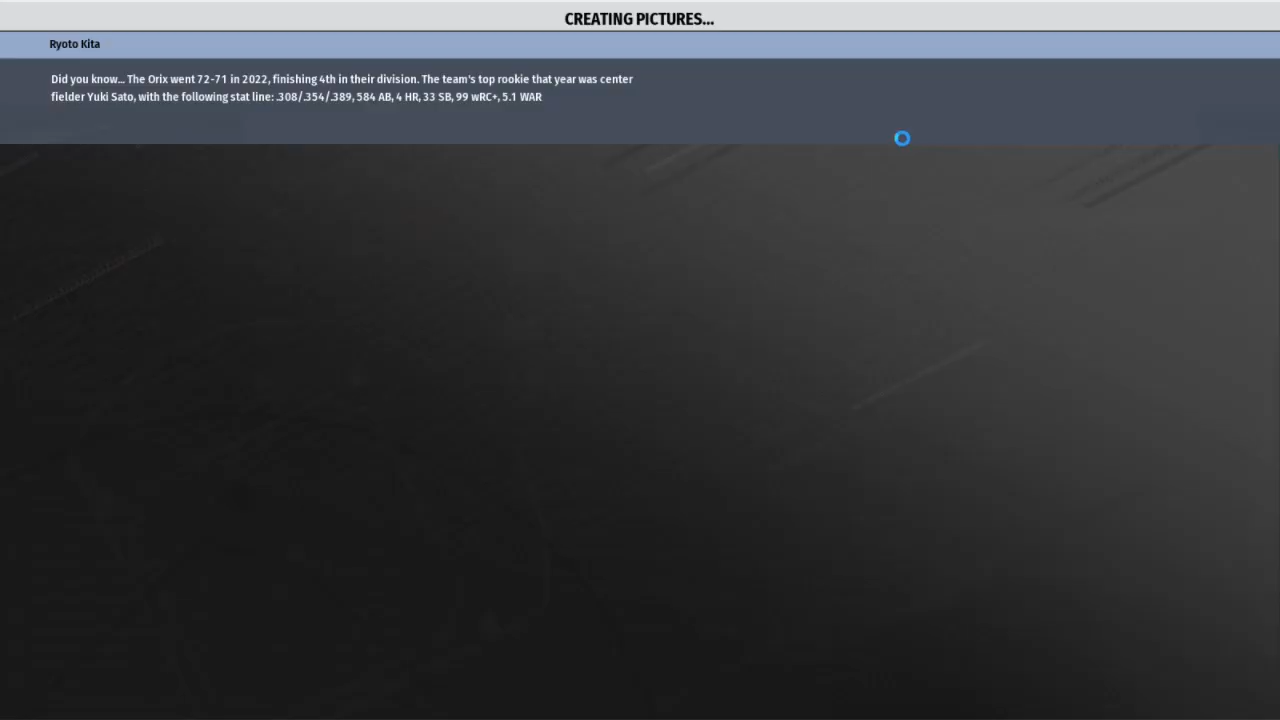 CREATING PICTURES...
Ryoto Kita
Did you know... The Orix went 72-71 in 2022, finishing 4th in their division. The team's top rookie that year was center
fielder Yuki Sato, with the following stat line: .308/.354/.389, 584 AB, 4 HR, 33 SB, 99 wRC+, 5.1 WAR